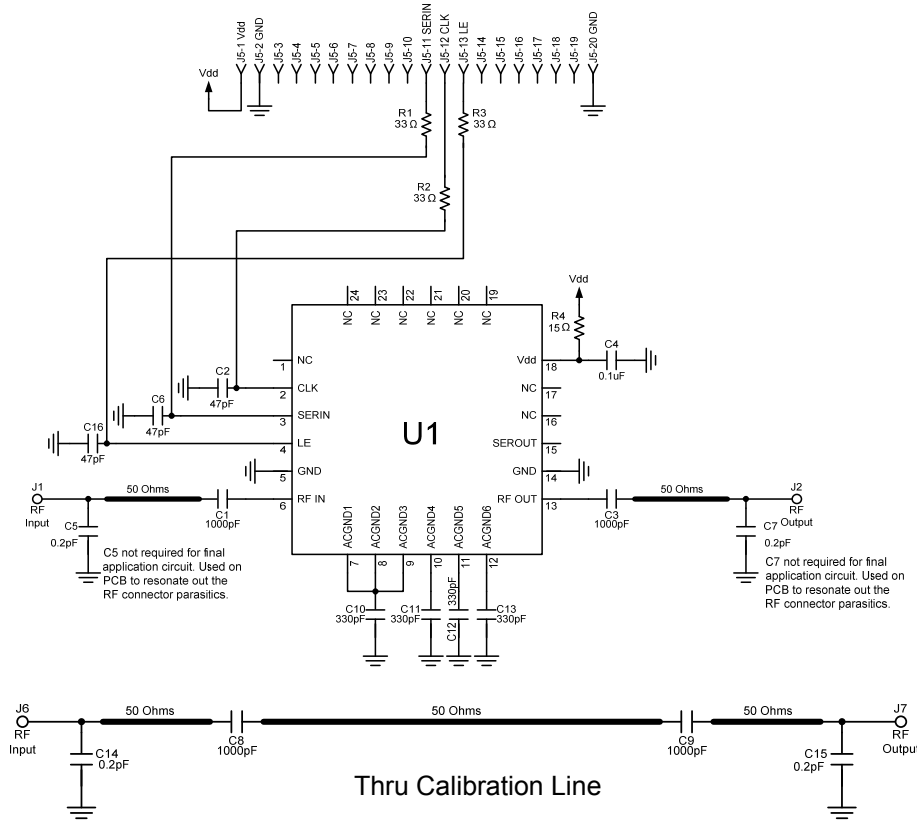 J5-1 Vdd
J5-2 GND
J5-3
J5-4
J5-5
J5-6
J5-7
J5-8
J5-9
J5-10
J5-11 SERIN
J5-12 CLK
J5-13 LE
J5-14
J5-15
J5-16
J5-17
J5-18
J5-19
J5-20 GND
Vdd
R1
33 Ω
R3
33 Ω
R2
33 Ω
24
23
22
21
20
19
NC
NC
NC
NC
NC
NC
Vdd
R4
15 Ω
C4
0.1uF
NC
1
CLK
2
SERIN
3
LE
4
GND
5
RF IN
6
C2
47pF
C6
47pF
C16
47pF
U1
Vdd
18
NC
17
NC
16
SEROUT
15
GND
14
RF OUT
13
J1
RF
Input
50 Ohms
C1
1000pF
C5
0.2pF
C5 not required for final
application circuit. Used on
PCB to resonate out the
RF connector parasitics.
ACGND1
ACGND2
ACGND3
ACGND4
ACGND5
ACGND6
7
8
9
10
11
12
C10
330pF
C11
330pF
330pF
C12
C13
330pF
C3
1000pF
50 Ohms
J2
RF
Output
C7
0.2pF
C7 not required for final
application circuit. Used on
PCB to resonate out the
RF connector parasitics.
J6
RF
Input
50 Ohms
C8
1000pF
50 Ohms
C9
1000pF
50 Ohms
J7
RF
Output
C14
0.2pF
C15
0.2pF
Thru Calibration Line